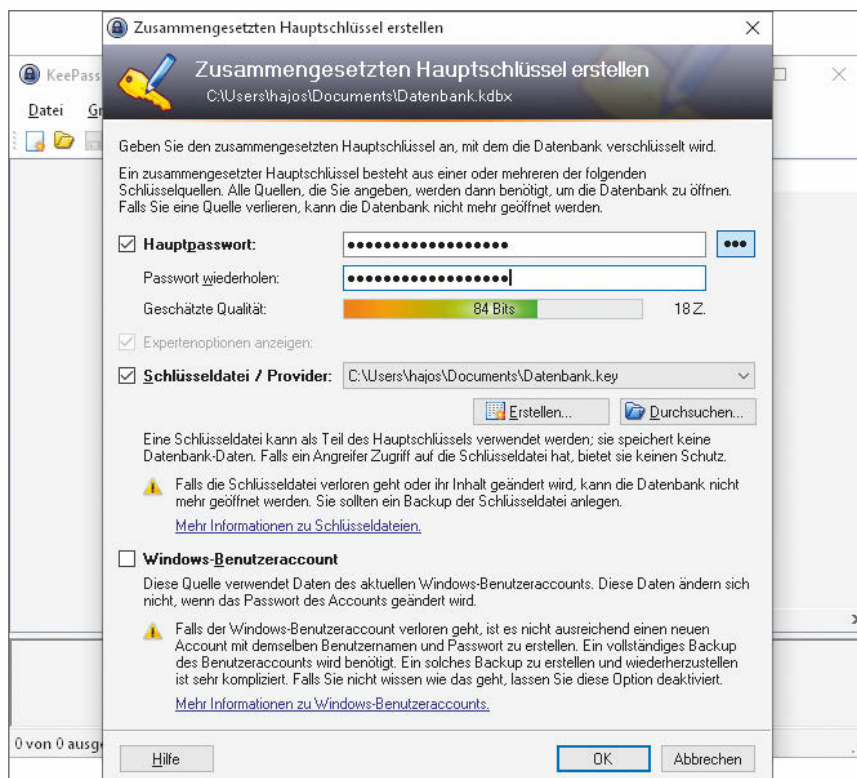 Zusammengesetzten Hauptschlüssel erstellen
KeePass
Datei Gr
Zusammengesetzten Hauptschlüssel erstellen
C:\Users\hajos\Documents\Datenbank.kdbx
Geben Sie den zusammengesetzten Hauptschlüssel an, mit dem die Datenbank verschlüsselt wird.
Ein zusammengesetzter Hauptschlüssel besteht aus einer oder mehreren der folgenden
Schlüsselquellen. Alle Quellen, die Sie angeben, werden dann benötigt, um die Datenbank zu öffnen.
Falls Sie eine Quelle verlieren, kann die Datenbank nicht mehr geöffnet werden.
Hauptpasswort:
Passwort wiederholen:
Geschätzte Qualität: 84 Bits 18 Z.
Expertenoptionen anzeigen:
Schlüsseldatei / Provider: C:\Users\hajos\Documents\Datenbank.key
Erstellen... Durchsuchen...
Eine Schlüsseldatei kann als Teil des Hauptschlüssels verwendet werden; sie speichert keine
Datenbank-Daten. Falls ein Angreifer Zugriff auf die Schlüsseldatei hat, bietet sie keinen Schutz.
Falls die Schlüsseldatei verloren geht oder ihr Inhalt geändert wird, kann die Datenbank nicht
mehr geöffnet werden. Sie sollten ein Backup der Schlüsseldatei anlegen.
Mehr Informationen zu Schlüsseldateien.
Windows-Benutzeraccount
Diese Quelle verwendet Daten des aktuellen Windows-Benutzeraccounts. Diese Daten ändern sich
nicht, wenn das Passwort des Accounts geändert wird.
Falls der Windows-Benutzeraccount verloren geht, ist es nicht ausreichend einen neuen
Account mit demselben Benutzernamen und Passwort zu erstellen. Ein vollständiges Backup
des Benutzeraccounts wird benötigt. Ein solches Backup zu erstellen und wiederherzustellen
ist sehr kompliziert. Falls Sie nicht wissen wie das geht, lassen Sie diese Option deaktiviert.
Mehr Informationen zu Windows-Benutzeraccounts.
0 von 0 ausge
Hilfe OK Abbrechen